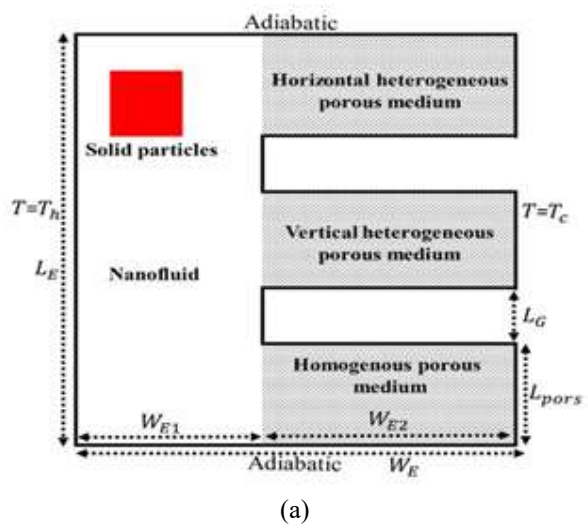 Adiabatic
Horizontal heterogeneous
porous medium
Solid particles
T=T_h
T=T_c
Vertical heterogeneous
porous medium
L_E
Nanofluid
L_G
Homogenous porous
medium
L_pors
W_E1
W_E2
Adiabatic
W_E
(a)